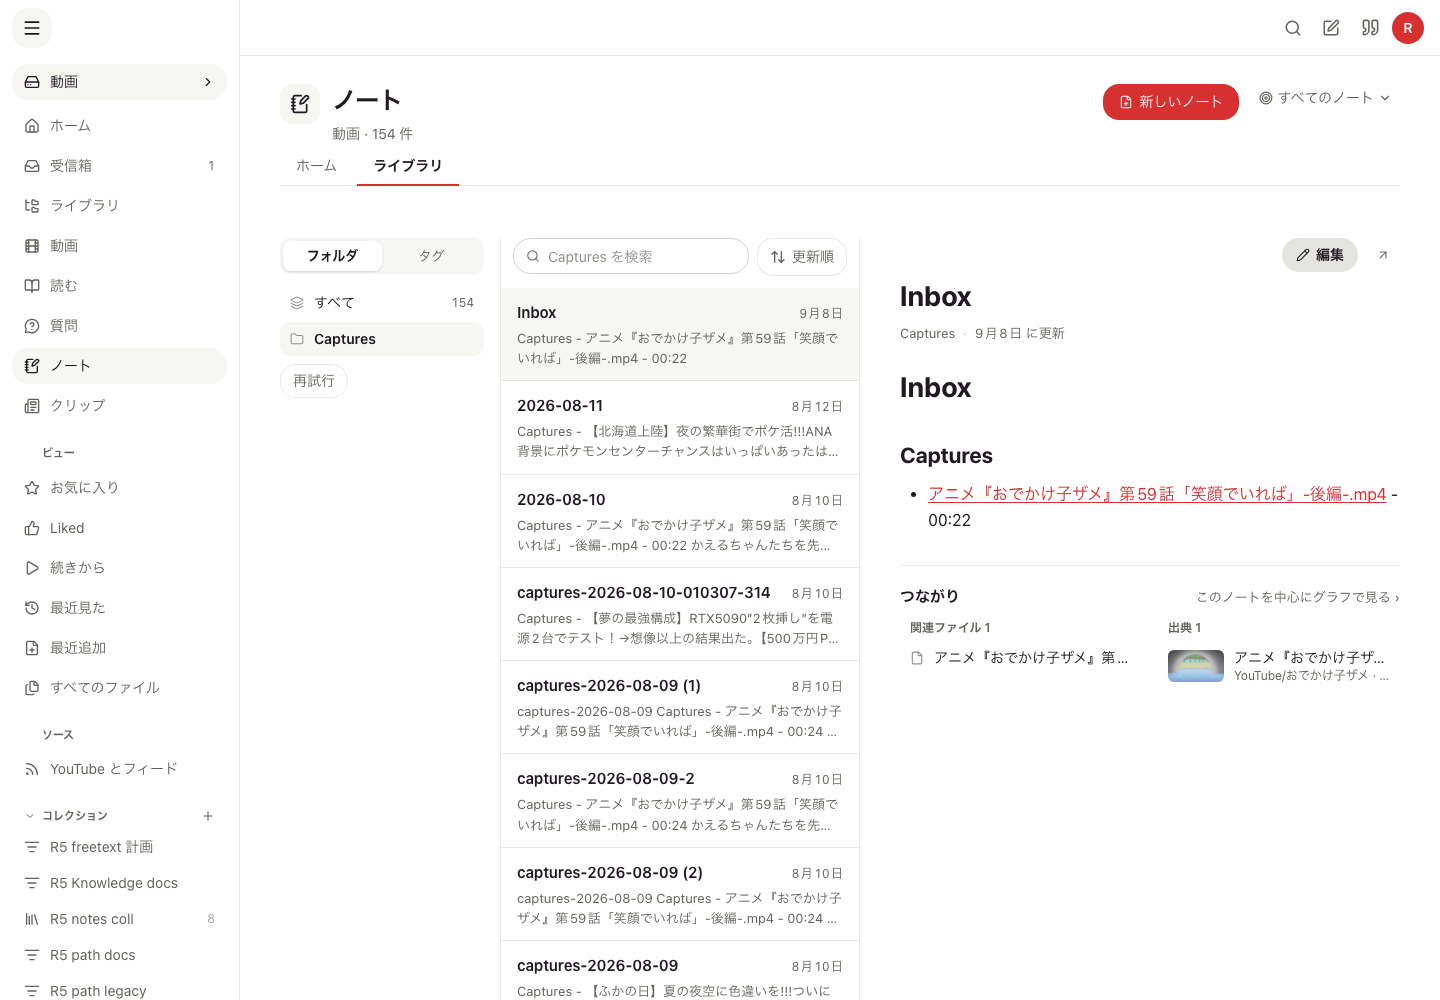 R
動画
ホーム
受信箱 1
ライブラリ
動画
読む
質問
ノート
クリップ
ビュー
お気に入り
Liked
続きから
最近見た
最近追加
すべてのファイル
ソース
YouTube とフィード
コレクション
R5 freetext 計画
R5 Knowledge docs
R5 notes coll 8
R5 path docs
R5 path legacy
ノート
動画 · 154 件
新しいノート
すべてのノート
ホーム
ライブラリ
フォルダ
タグ
すべて 154
Captures
再試行
Captures を検索
更新順
Inbox 9月8日
Captures - アニメ『おでかけ子ザメ』第59話「笑顔で
いれば」-後編-.mp4 - 00:22
2026-08-11 8月12日
Captures - 【北海道上陸】夜の繁華街でポケ活!!!ANA
背景にポケモンセンターチャンスはいっぱいあったは…
2026-08-10 8月10日
Captures - アニメ『おでかけ子ザメ』第59話「笑顔で
いれば」-後編-.mp4 - 00:22 かえるちゃんたちを先…
captures-2026-08-10-010307-314 8月10日
Captures - 【夢の最強構成】RTX5090″2枚挿し″を電
源2台でテスト！→想像以上の結果出た。【500万円P…
captures-2026-08-09 (1) 8月10日
captures-2026-08-09 Captures - アニメ『おでかけ子
ザメ』第59話「笑顔でいれば」-後編-.mp4 - 00:24 …
captures-2026-08-09-2 8月10日
Captures - アニメ『おでかけ子ザメ』第59話「笑顔で
いれば」-後編-.mp4 - 00:24 かえるちゃんたちを先…
captures-2026-08-09 (2) 8月10日
captures-2026-08-09 Captures - アニメ『おでかけ子
ザメ』第59話「笑顔でいれば」-後編-.mp4 - 00:24 …
captures-2026-08-09 8月10日
Captures - 【ふかの日】夏の夜空に色違いを!!!ついに
編集
Inbox
Captures · 9月8日 に更新
Inbox
Captures
アニメ『おでかけ子ザメ』第59話「笑顔でいれば」-後編-.mp4 -
00:22
つながり
このノートを中心にグラフで見る ›
関連ファイル 1
アニメ『おでかけ子ザメ』第…
出典 1
アニメ『おでかけ子ザ…
YouTube/おでかけ子ザメ · …